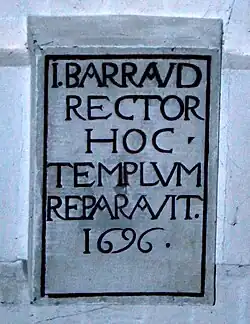 I. BARRAVD
RECTOR
HOC ·
TEMPLVM
REPARAVIT.
1696 ·